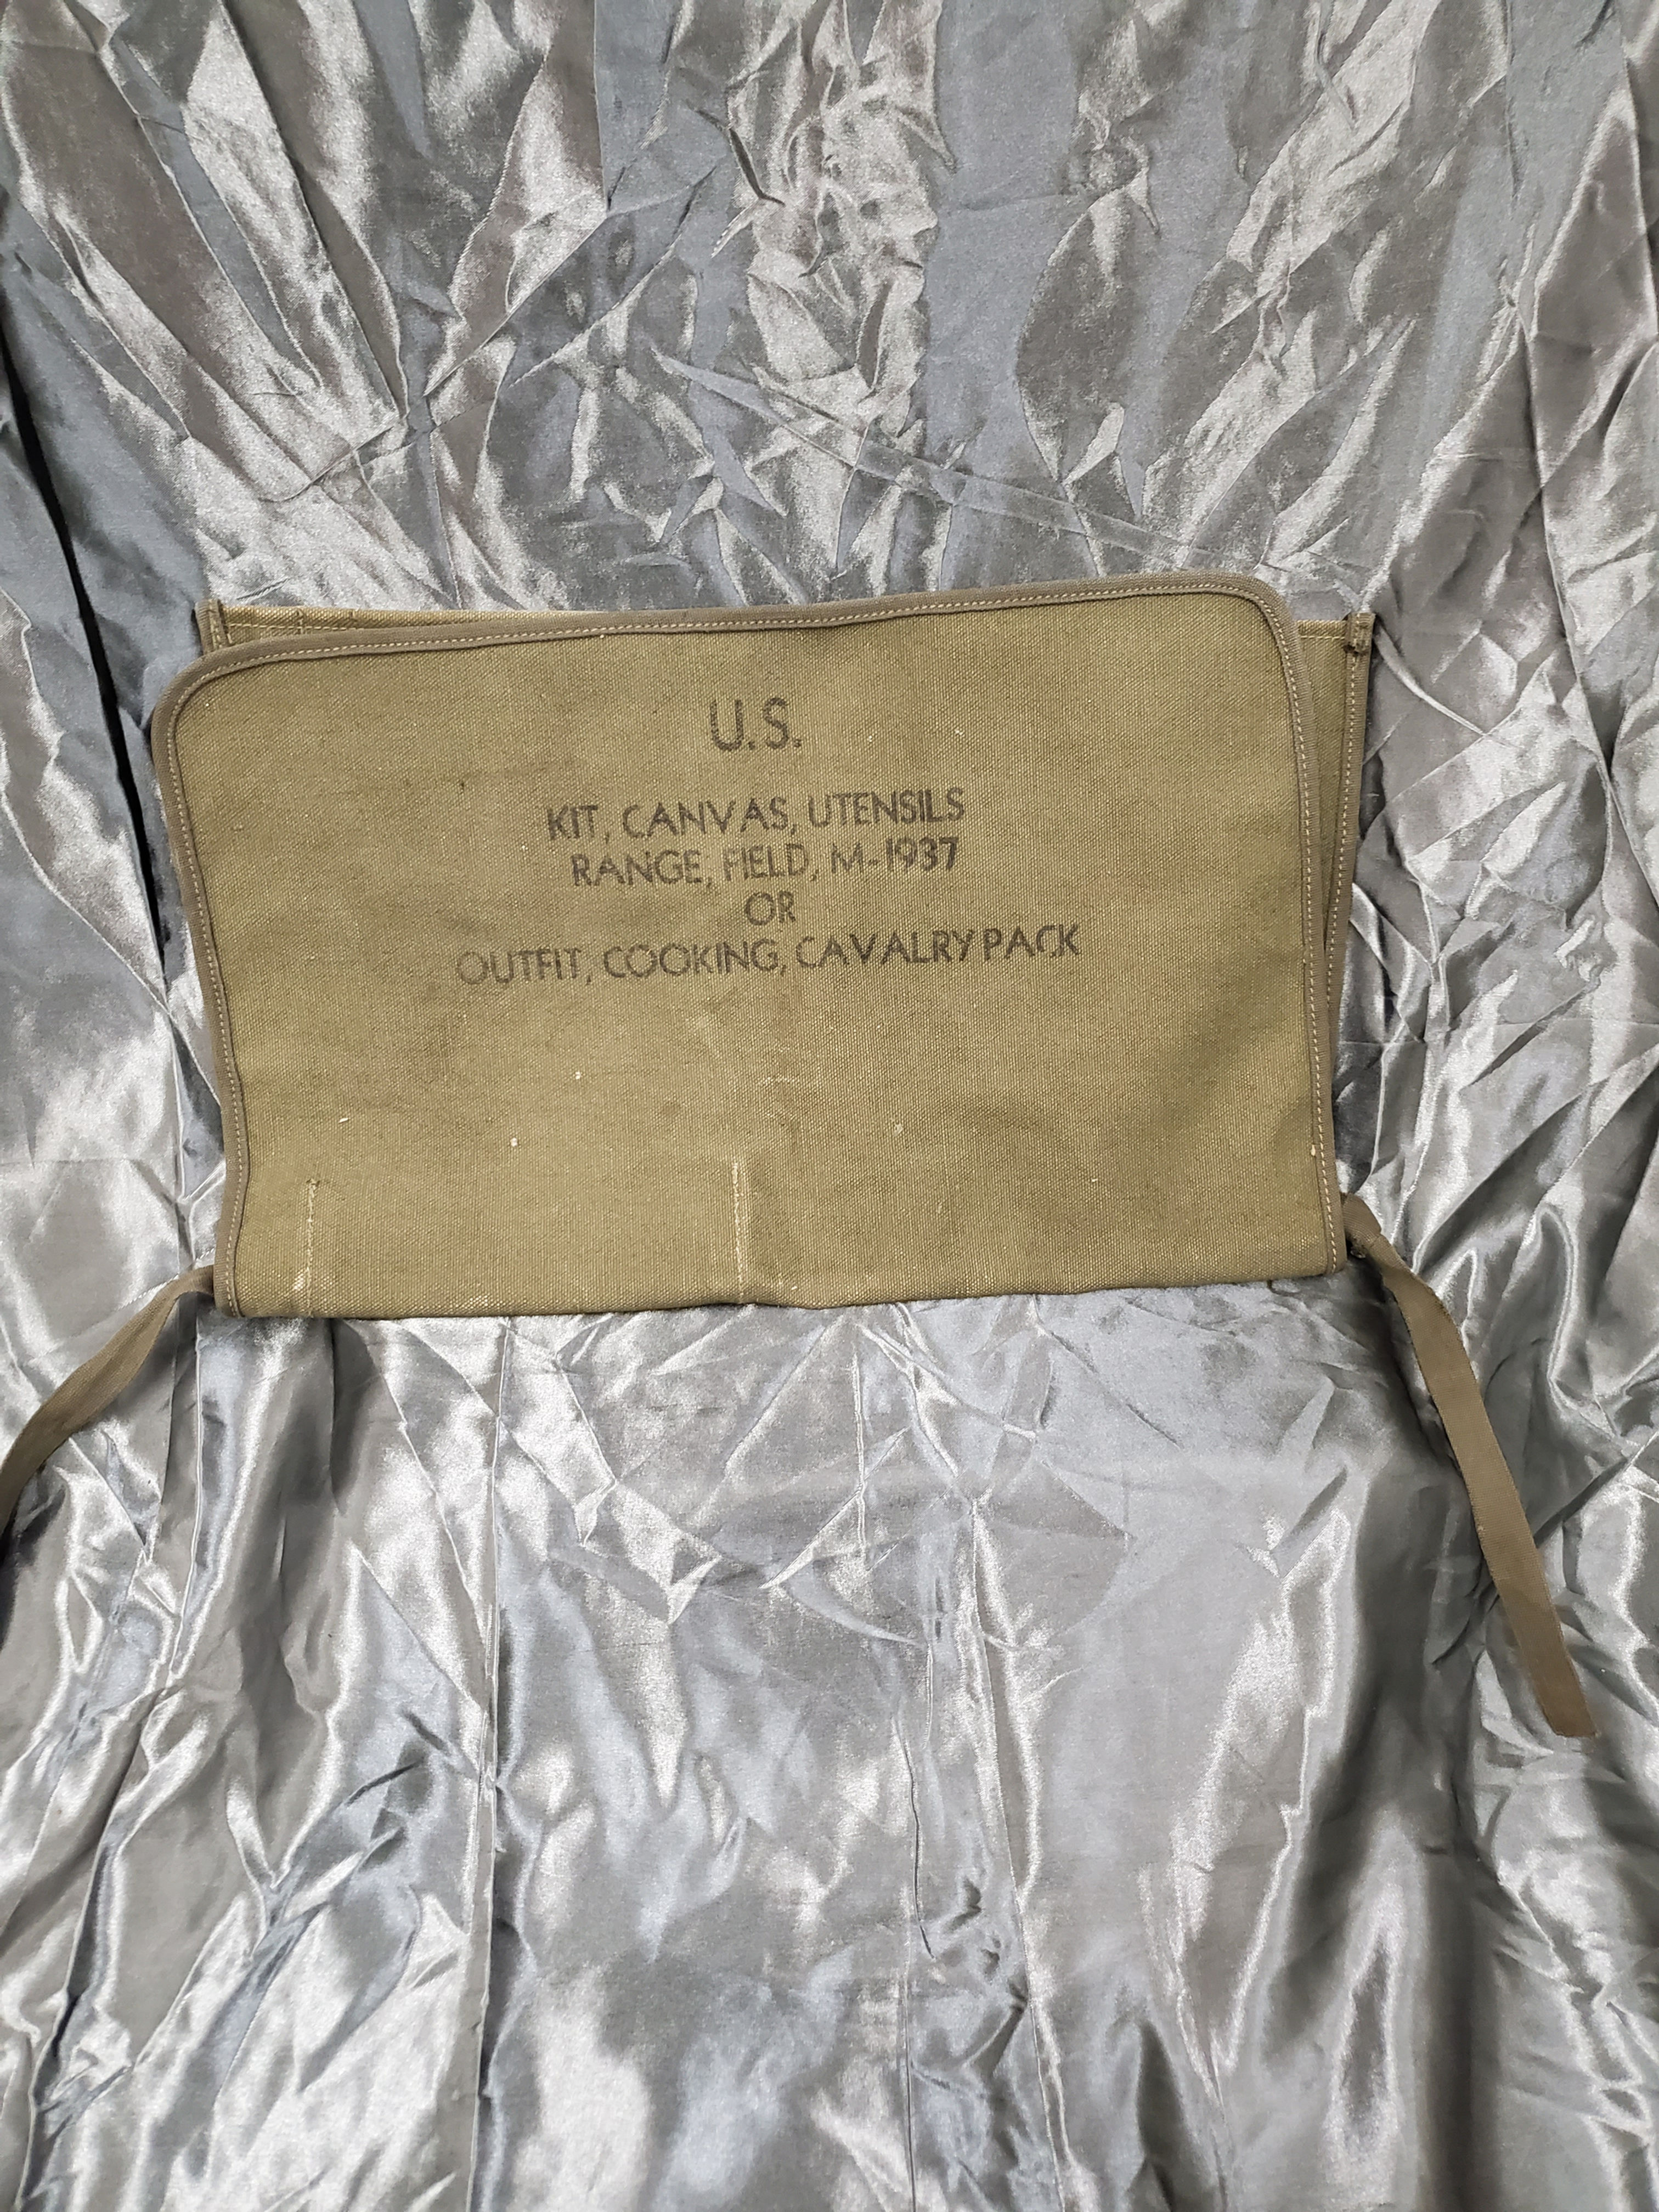 U.S.
KIT, CANVAS, UTENSILS
RANGE, FIELD, M-1937
OR
OUTFIT, COOKING, CAVALRY PACK